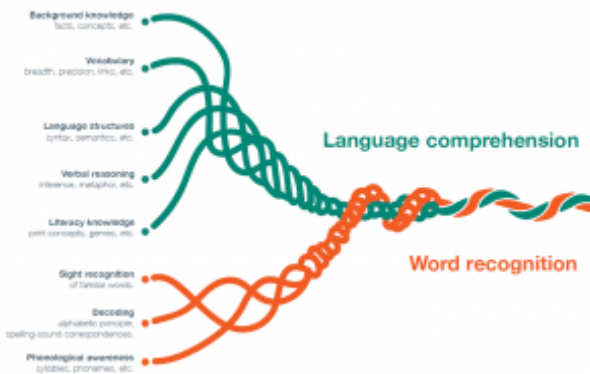 Background knowledge
facts, concepts, etc.
Vocabulary
breadth, precision, links, etc.
Language structures
syntax, semantics, etc.
Verbal reasoning
inference, metaphor, etc.
Literacy knowledge
print concepts, genres, etc.
Language comprehension
Word recognition
Sight recognition
of familiar words.
Decoding
alphabetic principle,
spelling-sound correspondences.
Phonological awareness
syllables, phonemes, etc.